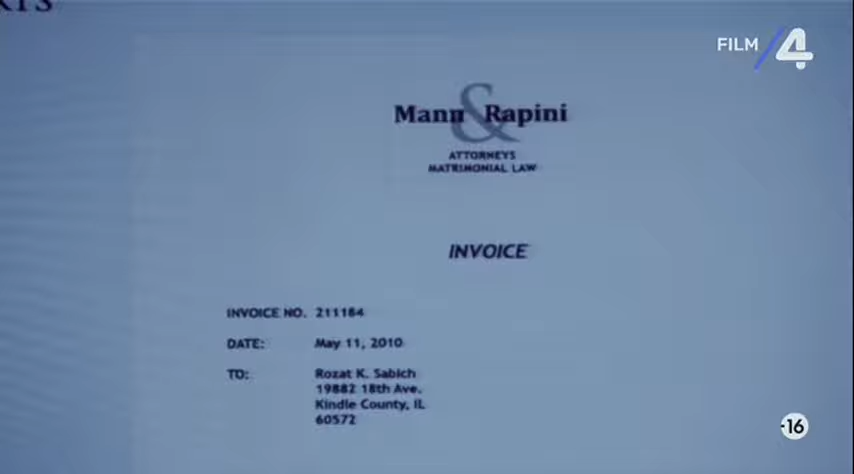 FILM/4
Mann & Rapini
ATTORNEYS
MATRIMONIAL LAW
INVOICE
INVOICE NO. 211184
DATE: May 11, 2010
TO: Rozat K. Sabich
19882 18th Ave.
Kindle County, IL
60572
-16